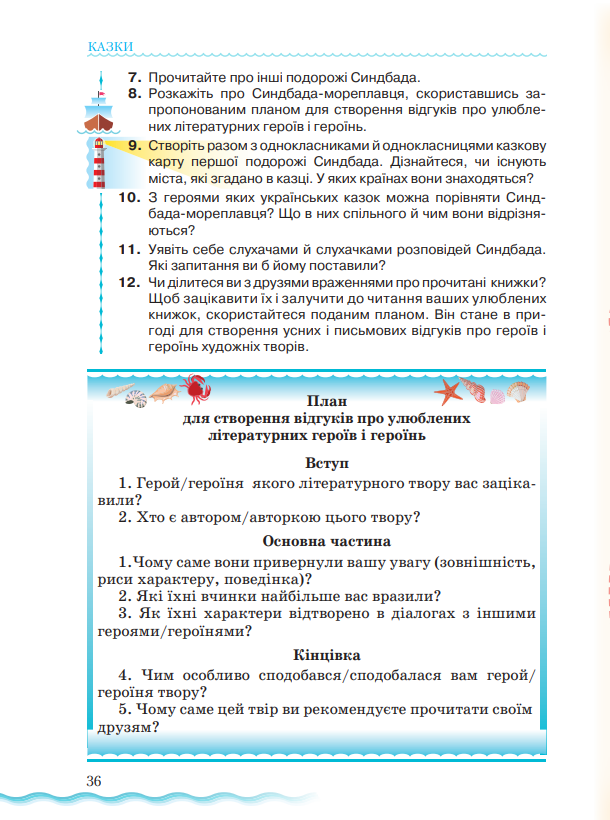 КАЗКИ
7. Прочитайте про інші подорожі Синдбада.
8. Розкажіть про Синдбада-мореплавця, скориставшись за-
пропонованим планом для створення відгуків про улюбле-
них літературних героїв і героїнь.
9. Створіть разом з однокласниками й однокласницями казкову
карту першої подорожі Синдбада. Дізнайтеся, чи існують
міста, які згадано в казці. У яких країнах вони знаходяться?
10. З героями яких українських казок можна порівняти Синд-
бада-мореплавця? Що в них спільного й чим вони відрізня-
ються?
11. Уявіть себе слухачами й слухачками розповідей Синдбада.
Які запитання ви б йому поставили?
12. Чи ділитеся ви з друзями враженнями про прочитані книжки?
Щоб зацікавити їх і залучити до читання ваших улюблених
книжок, скористайтеся поданим планом. Він стане в при-
годі для створення усних і письмових відгуків про героїв і
героїнь художніх творів.
План
для створення відгуків про улюблених
літературних героїв і героїнь
Вступ
1. Герой/героїня якого літературного твору вас заціка-
вили?
2. Хто є автором/авторкою цього твору?
Основна частина
1.Чому саме вони привернули вашу увагу (зовнішність,
риси характеру, поведінка)?
2. Які їхні вчинки найбільше вас вразили?
3. Як їхні характери відтворено в діалогах з іншими
героями/героїнями?
Кінцівка
4. Чим особливо сподобався/сподобалася вам герой/
героїня твору?
5. Чому саме цей твір ви рекомендуєте прочитати своїм
друзям?
36